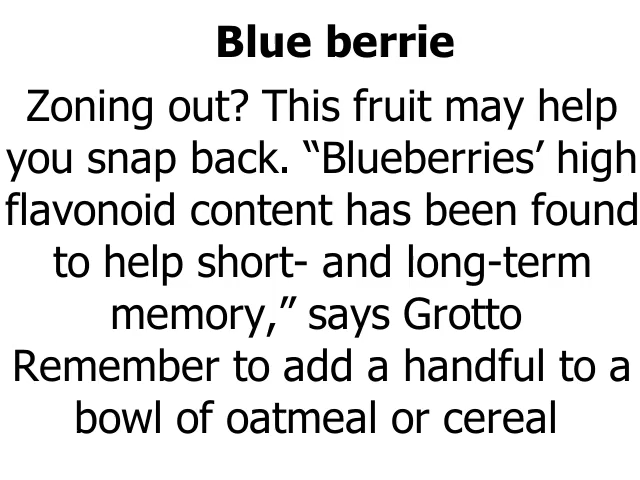 Blue berrie
Zoning out? This fruit may help
you snap back. “Blueberries’ high
flavonoid content has been found
to help short- and long-term
memory,” says Grotto
Remember to add a handful to a
bowl of oatmeal or cereal